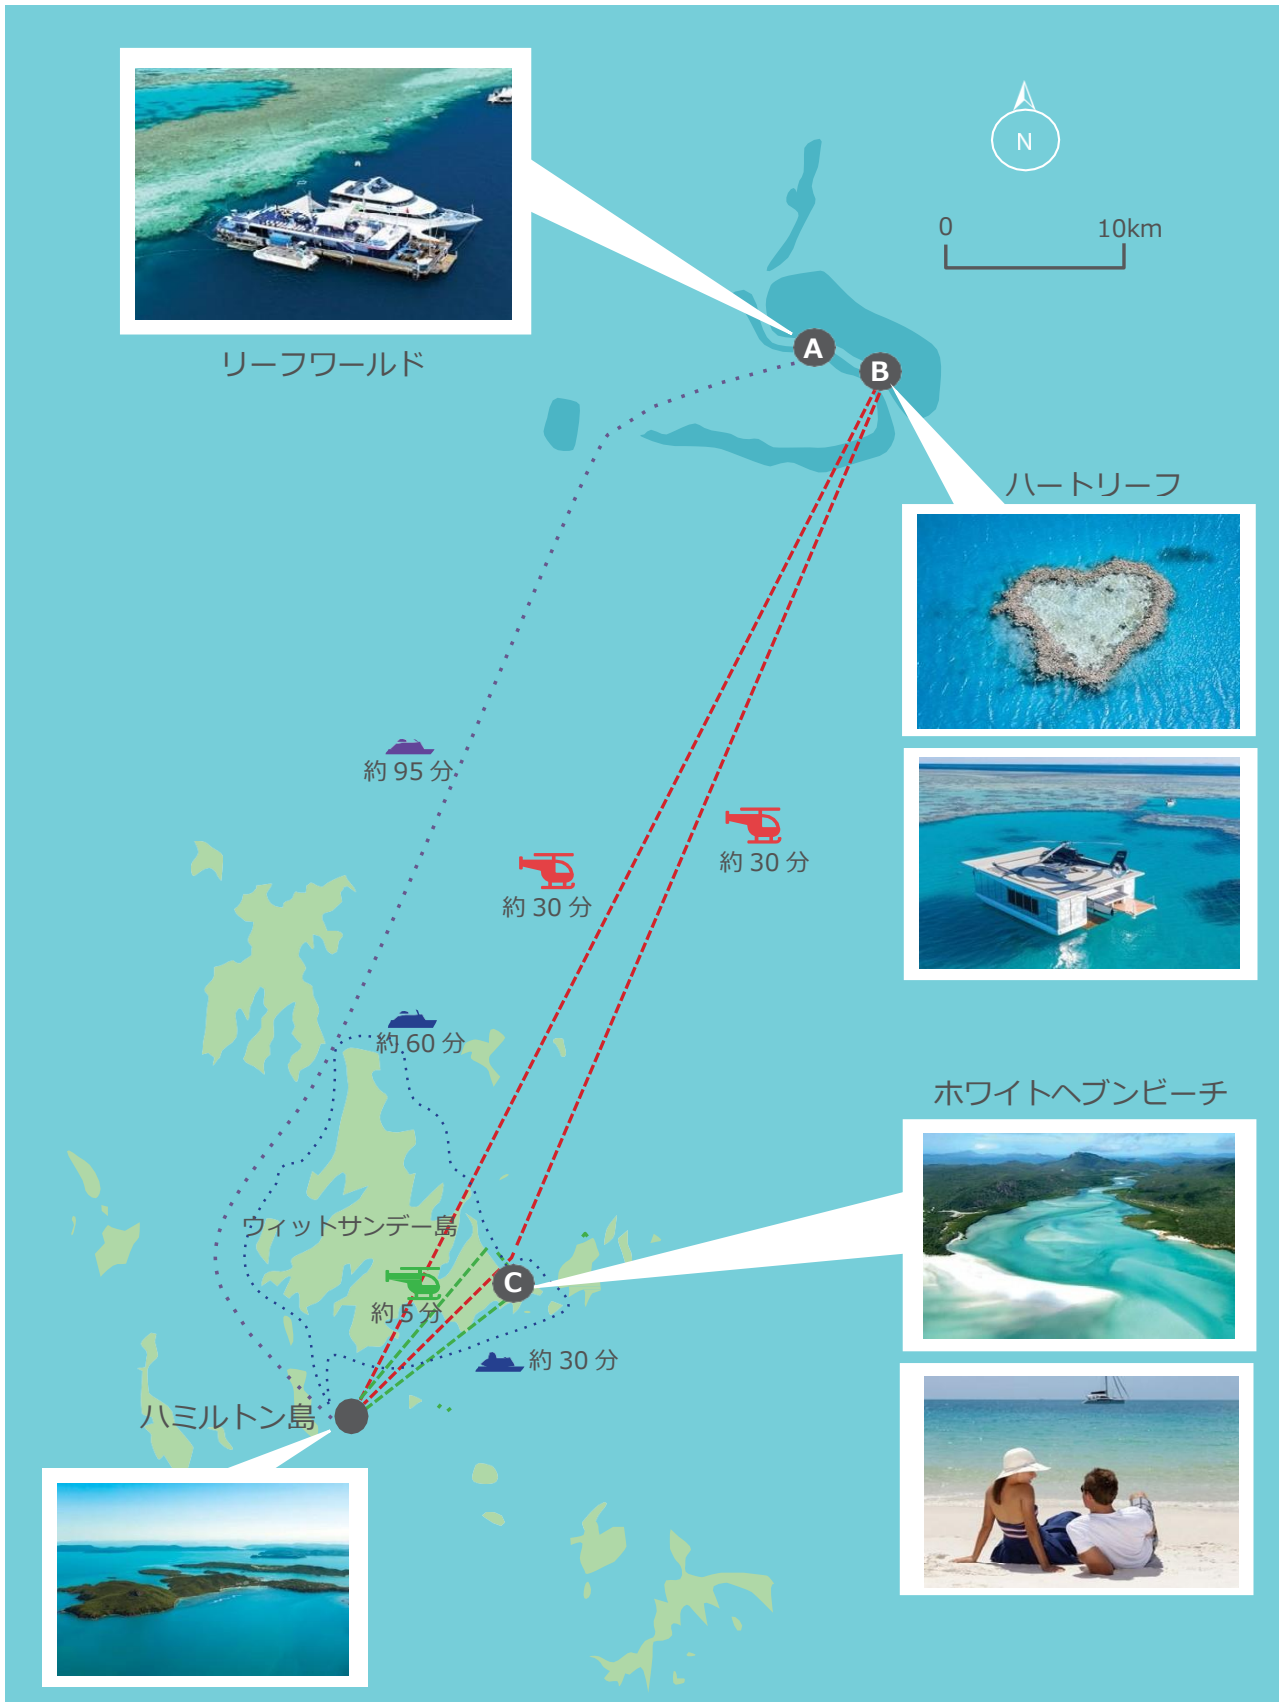 N
0 10km
A
B
リーフワールド
ハートリーフ
約 95 分
約 30 分
約 30 分
約 60 分
ホワイトヘブンビーチ
ウィットサンデー島
C
約 5 分
約 30 分
ハミルトン島